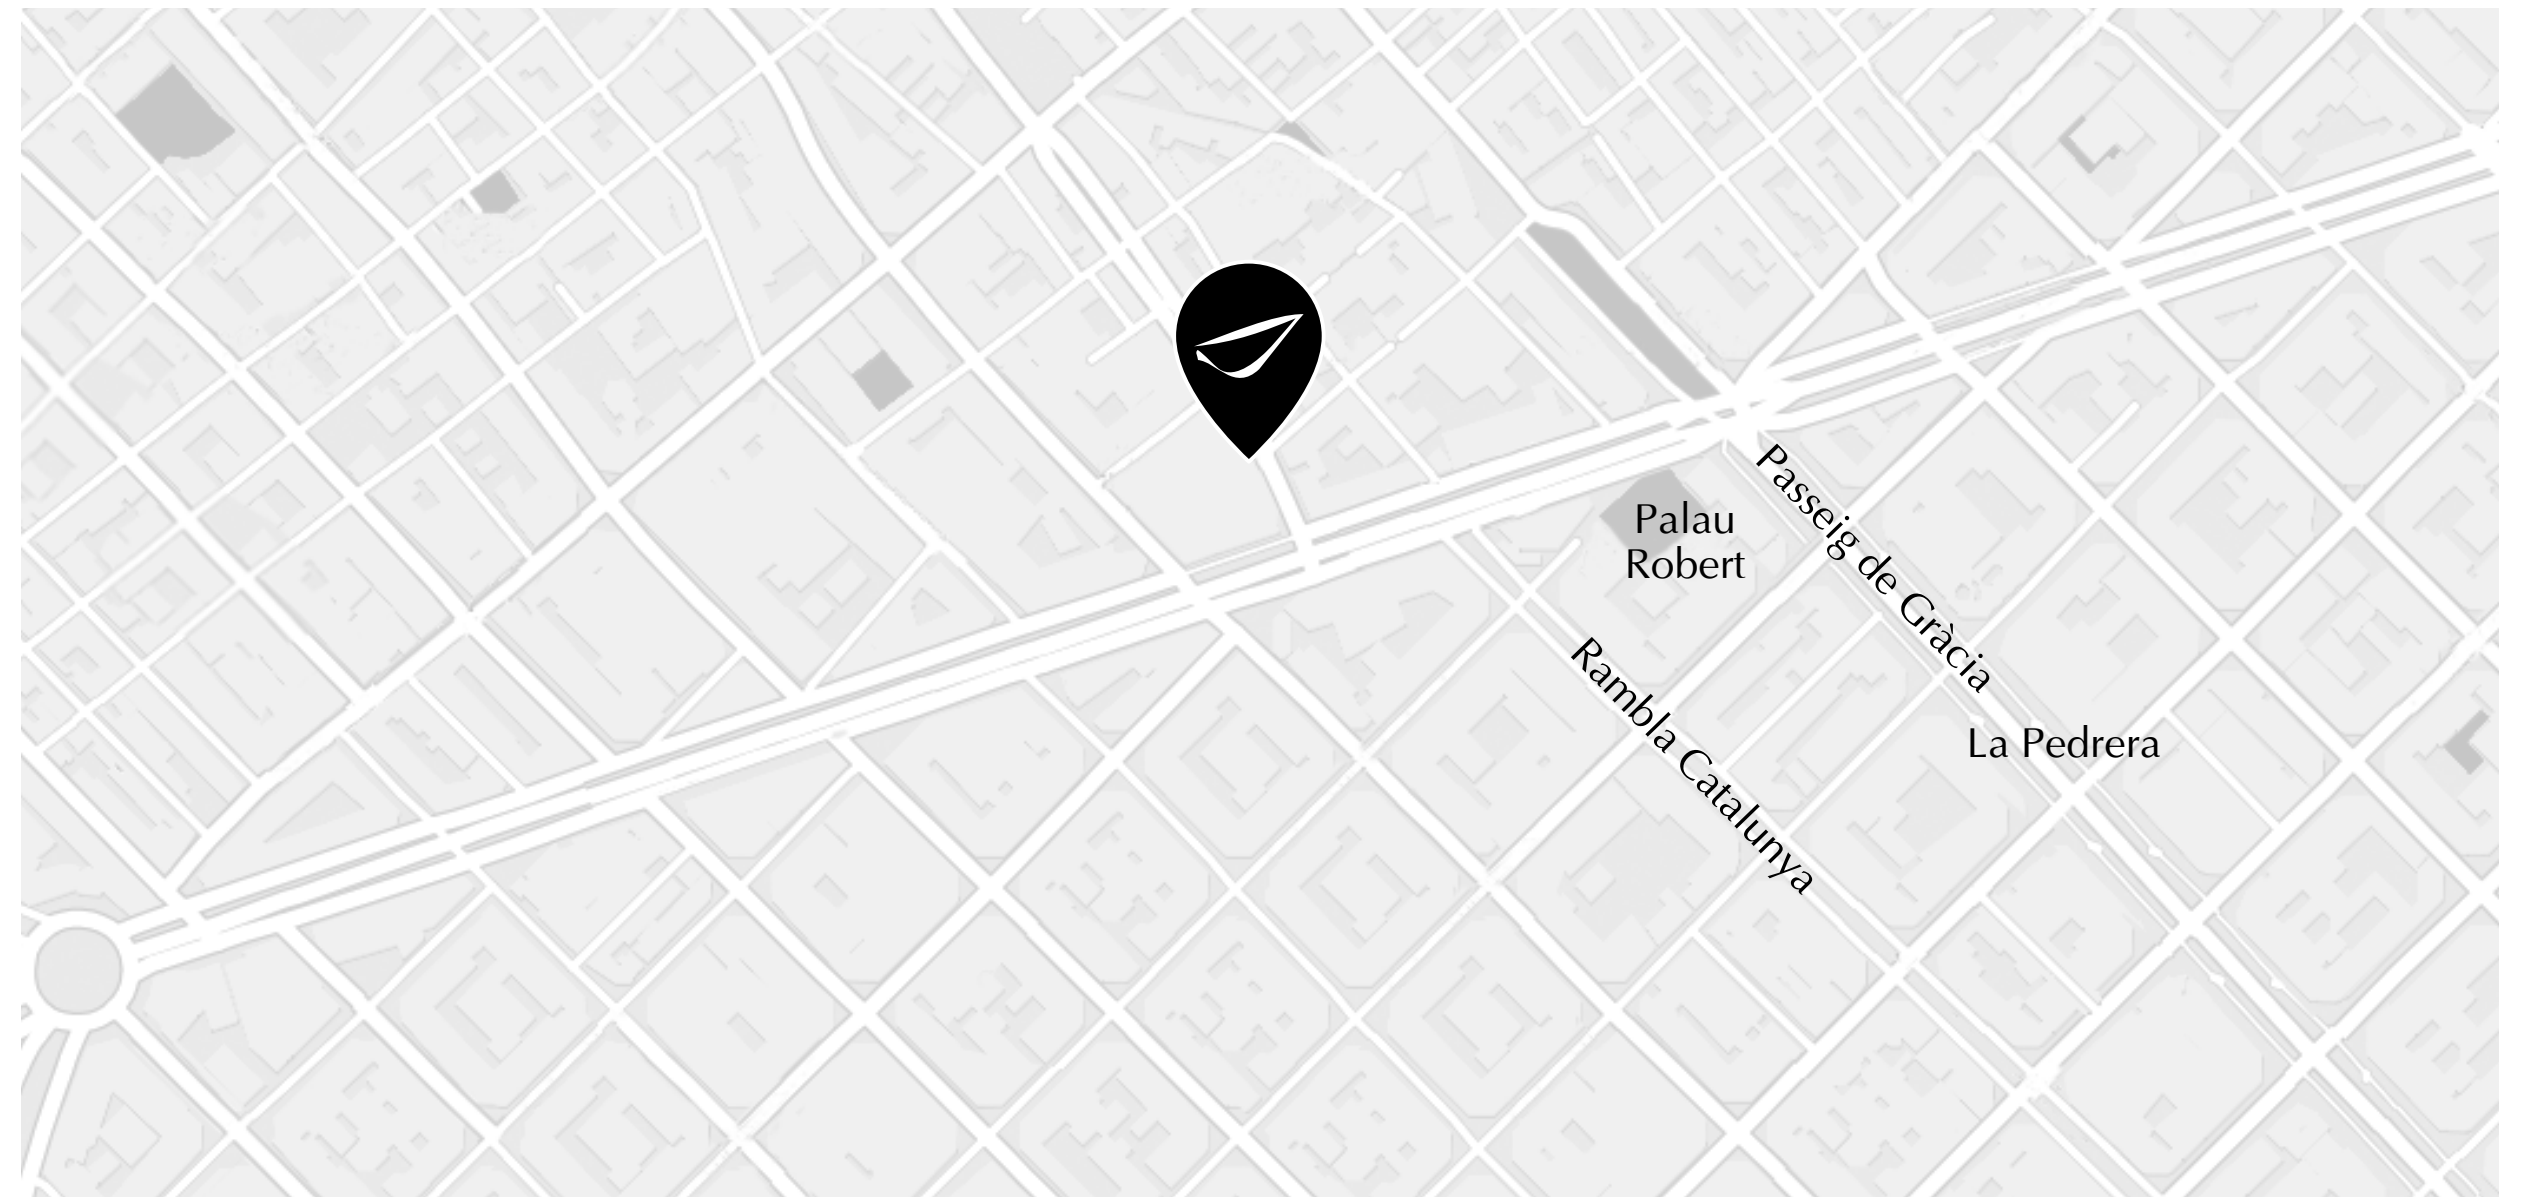 Palau
Robert
Passeig de Gràcia
Rambla Catalunya
La Pedrera